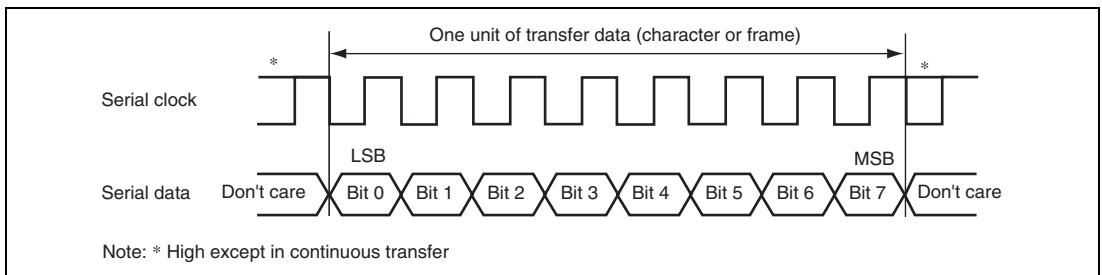 One unit of transfer data (character or frame)
* *
Serial clock
LSB MSB
Serial data Don't care Bit 0 Bit 1 Bit 2 Bit 3 Bit 4 Bit 5 Bit 6 Bit 7 Don't care
Note: * High except in continuous transfer